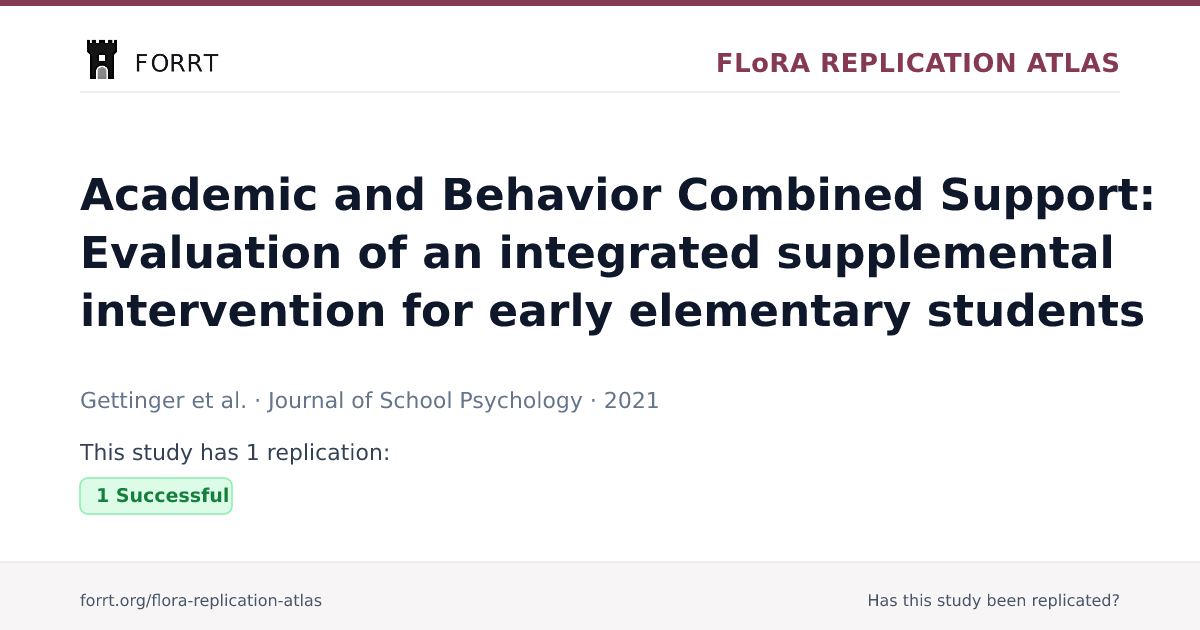 FORRT
FLoRA REPLICATION ATLAS
Academic and Behavior Combined Support:
Evaluation of an integrated supplemental
intervention for early elementary students
Gettinger et al. · Journal of School Psychology · 2021
This study has 1 replication:
1 Successful
forrt.org/flora-replication-atlas
Has this study been replicated?